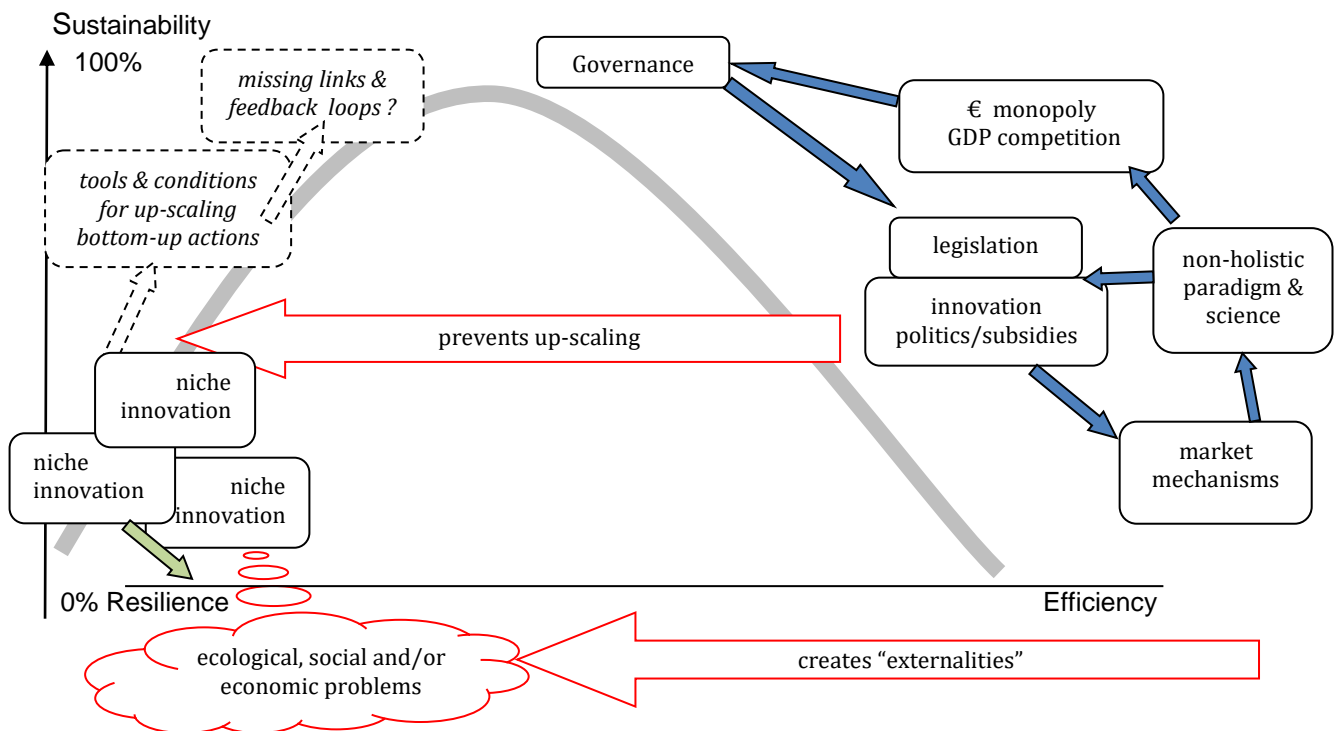 Sustainability
100%
missing links &
feedback loops ?
Governance
€ monopoly
GDP competition
tools & conditions
for up-scaling
bottom-up actions
legislation
non-holistic
paradigm &
science
innovation
politics/subsidies
prevents up-scaling
niche
innovation
niche
innovation
niche
innovation
market
mechanisms
0% Resilience
Efficiency
ecological, social and/or
economic problems
creates “externalities”